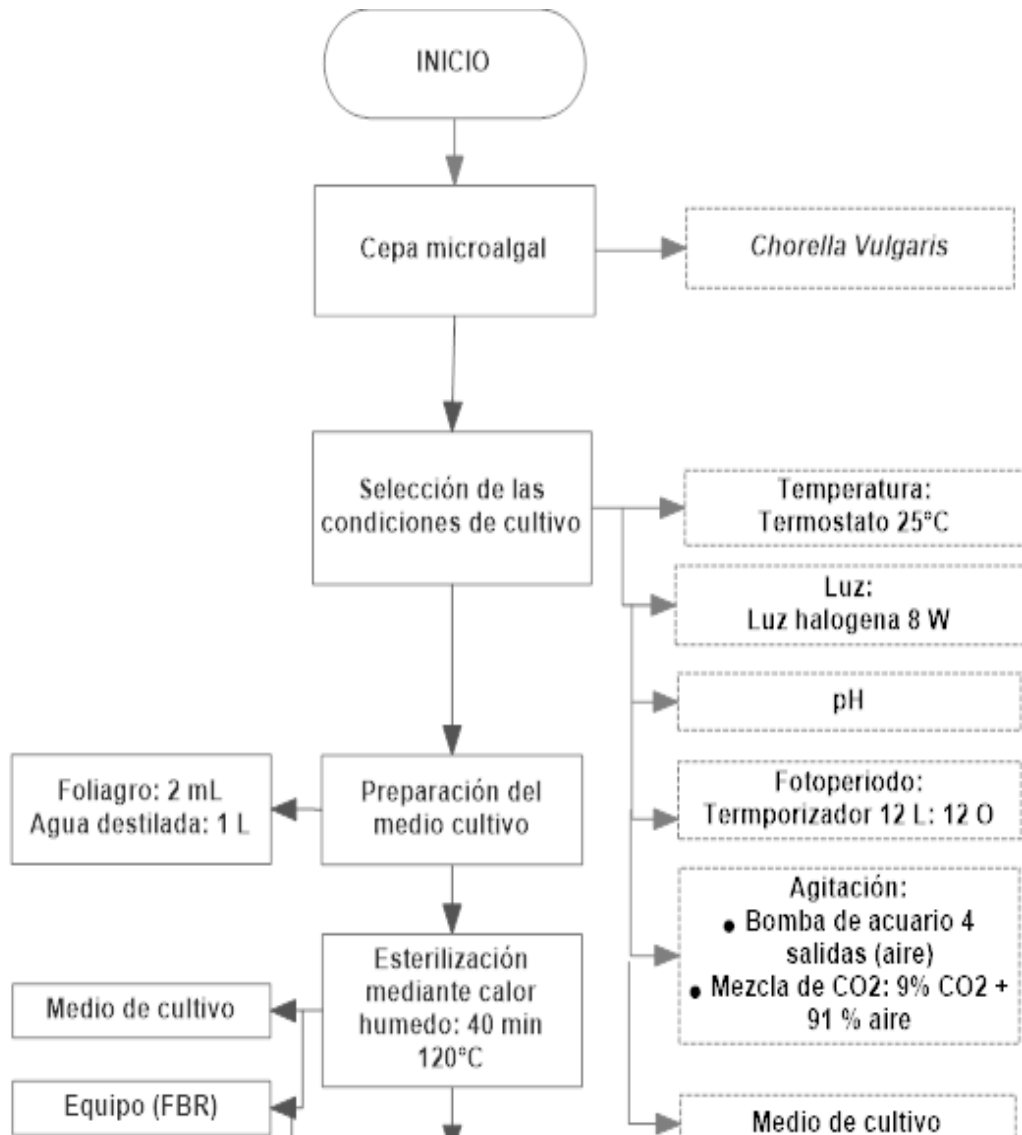 INICIO
Cepa microalgal
Chorella Vulgaris
Selección de las
condiciones de cultivo
Temperatura:
Termostato 25°C
Luz:
Luz halogena 8 W
pH
Fotoperiodo:
Termporizador 12 L: 12 O
Agitación:
● Bomba de acuario 4
salidas (aire)
● Mezcla de CO2: 9% CO2 +
91 % aire
Medio de cultivo
Preparación del
medio cultivo
Foliagro: 2 mL
Agua destilada: 1 L
Esterilización
mediante calor
humedo: 40 min
120°C
Medio de cultivo
Equipo (FBR)